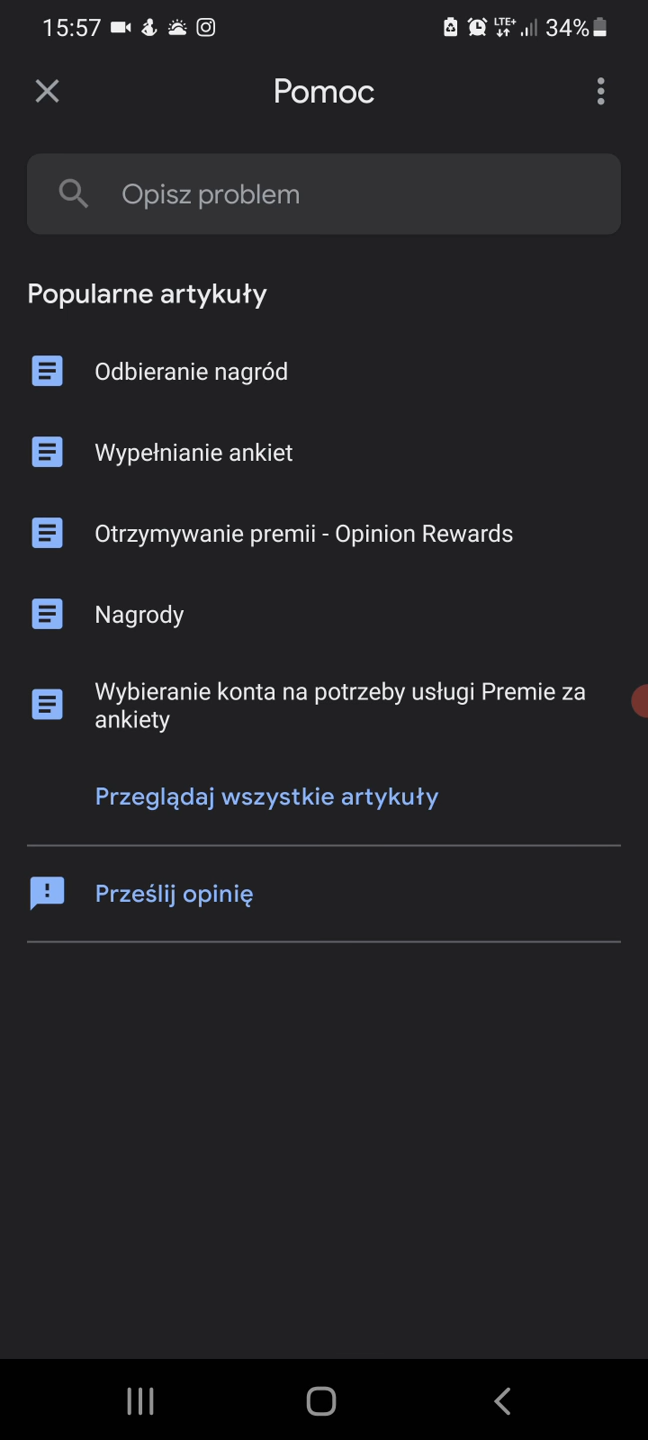 15:57 LTE+ 34%
Pomoc
Opisz problem
Popularne artykuły
Odbieranie nagród
Wypełnianie ankiet
Otrzymywanie premii - Opinion Rewards
Nagrody
Wybieranie konta na potrzeby usługi Premie za
ankiety
Przeglądaj wszystkie artykuły
Prześlij opinię